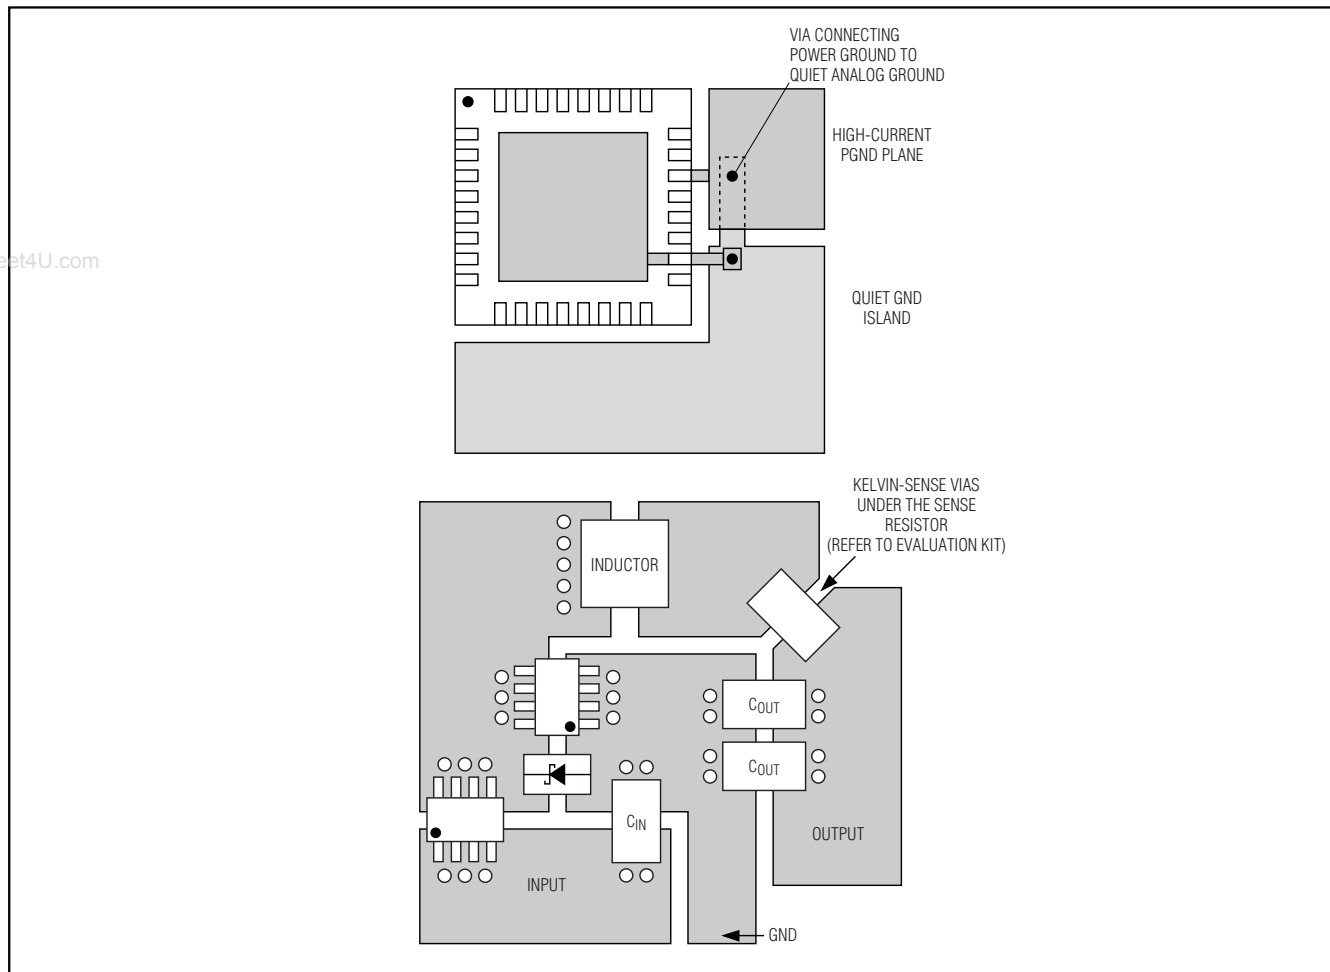 VIA CONNECTING
POWER GROUND TO
QUIET ANALOG GROUND
HIGH-CURRENT
PGND PLANE
eet4U.com
QUIET GND
ISLAND
KELVIN-SENSE VIAS
UNDER THE SENSE
RESISTOR
(REFER TO EVALUATION KIT)
INDUCTOR
COUT
COUT
CIN
OUTPUT
INPUT
GND